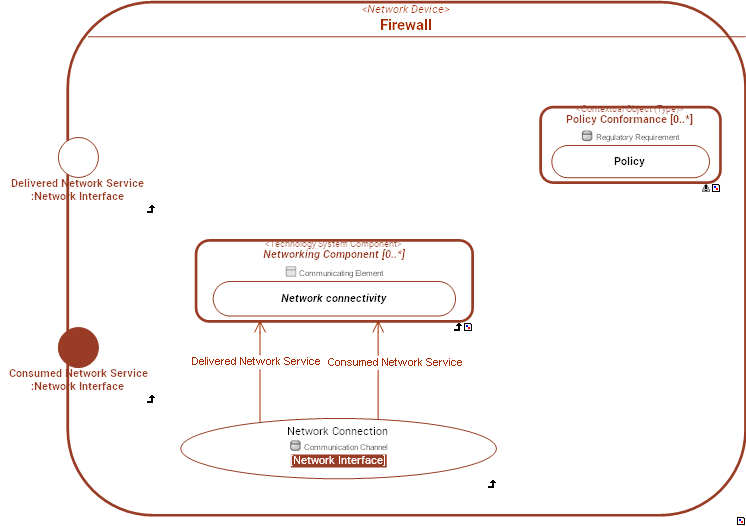 <Network Device>
Firewall
<Contextual Object (Type)>
Policy Conformance [0..*]
Regulatory Requirement
Policy
Delivered Network Service
:Network Interface
<Technology System Component>
Networking Component [0..*]
Communicating Element
Network connectivity
Consumed Network Service
:Network Interface
Delivered Network Service
Consumed Network Service
Network Connection
Communication Channel
[Network Interface]